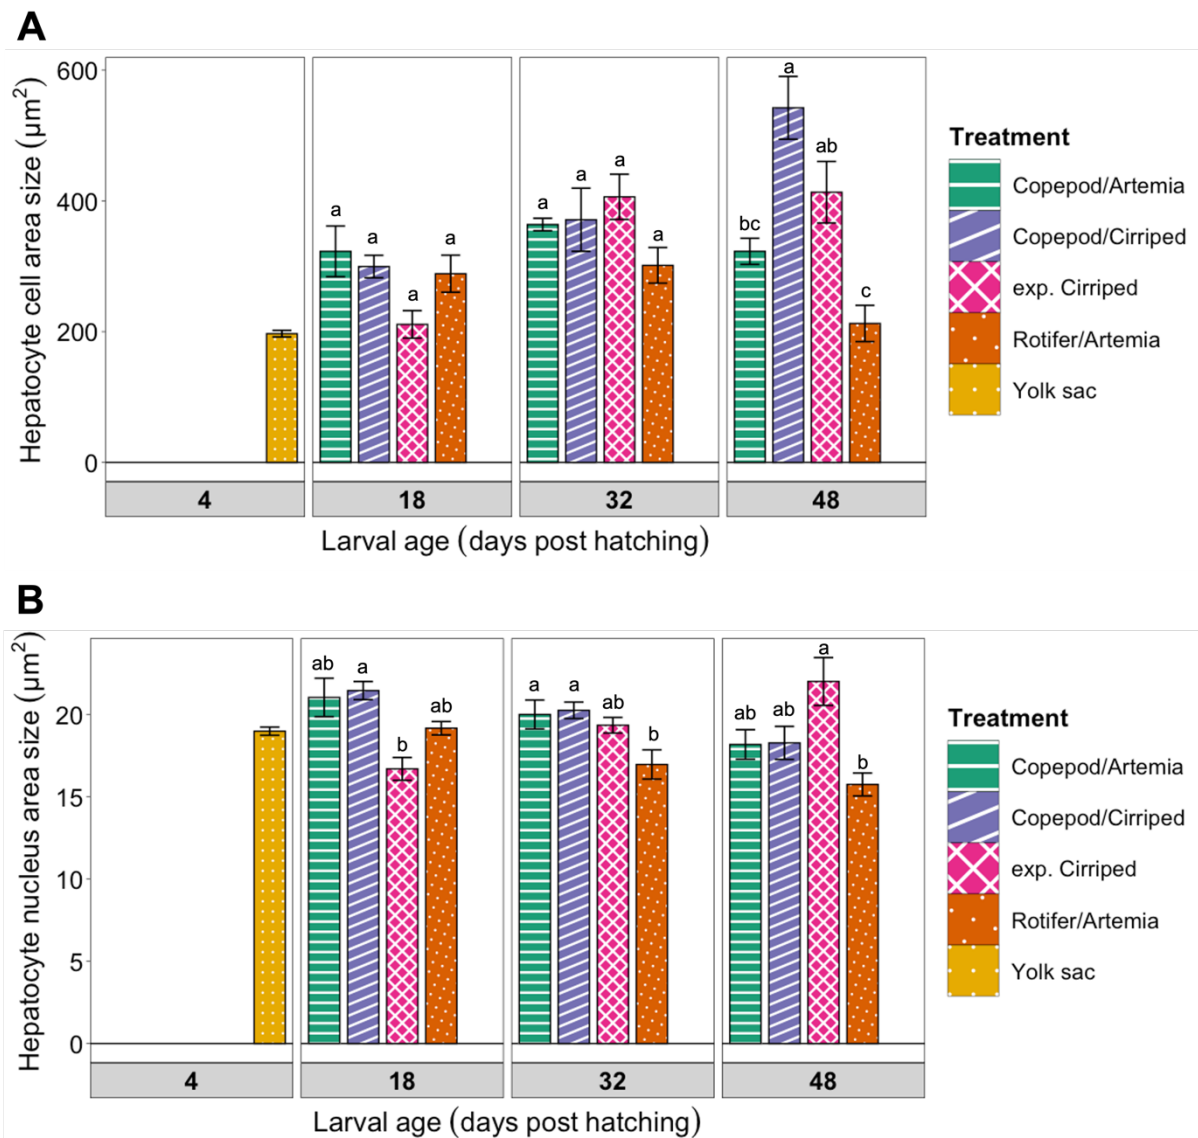 A
Hepatocyte cell area size (µm²)
600
400
200
0
a
a
a
a
a
a
a
a
bc
a
ab
c
4
18
32
48
Larval age (days post hatching)
Treatment
Copepod/Artemia
Copepod/Cirriped
exp. Cirriped
Rotifer/Artemia
Yolk sac
B
Hepatocyte nucleus area size (µm²)
20
15
10
5
0
ab
a
b
ab
a
a
ab
b
ab
ab
a
b
4
18
32
48
Larval age (days post hatching)
Treatment
Copepod/Artemia
Copepod/Cirriped
exp. Cirriped
Rotifer/Artemia
Yolk sac